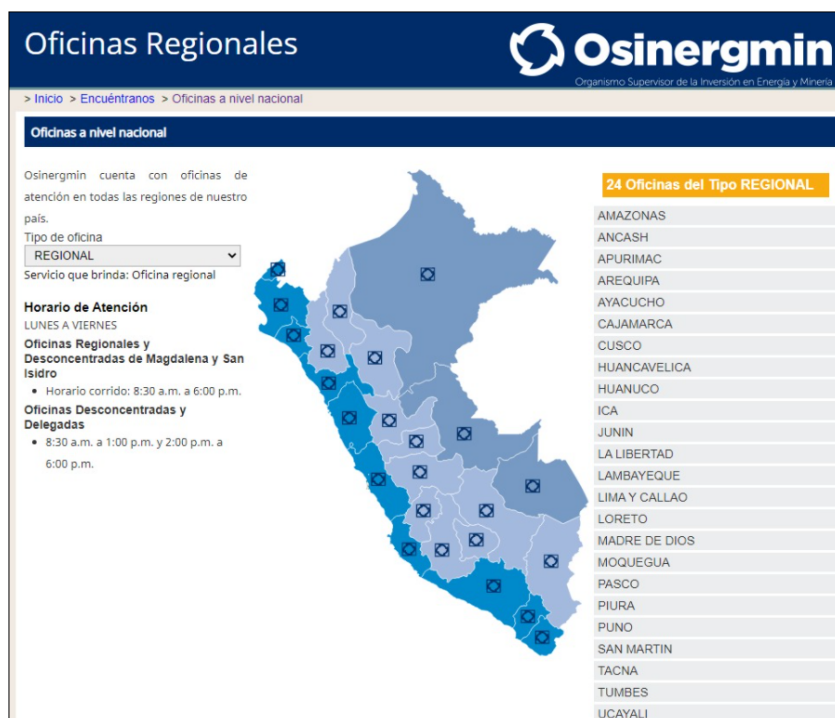 Oficinas Regionales
Osinergmin
Organismo Supervisor de la Inversión en Energía y Minería
> Inicio > Encuéntranos > Oficinas a nivel nacional
Oficinas a nivel nacional
Osinergmin cuenta con oficinas de
atención en todas las regiones de nuestro
país.
Tipo de oficina
REGIONAL
Servicio que brinda: Oficina regional
Horario de Atención
LUNES A VIERNES
Oficinas Regionales y
Desconcentradas de Magdalena y San
Isidro
• Horario corrido: 8:30 a.m. a 6:00 p.m.
Oficinas Desconcentradas y
Delegadas
• 8:30 a.m. a 1:00 p.m. y 2:00 p.m. a
6:00 p.m.
24 Oficinas del Tipo REGIONAL
AMAZONAS
ANCASH
APURIMAC
AREQUIPA
AYACUCHO
CAJAMARCA
CUSCO
HUANCAVELICA
HUANUCO
ICA
JUNIN
LA LIBERTAD
LAMBAYEQUE
LIMA Y CALLAO
LORETO
MADRE DE DIOS
MOQUEGUA
PASCO
PIURA
PUNO
SAN MARTIN
TACNA
TUMBES
UCAYALI